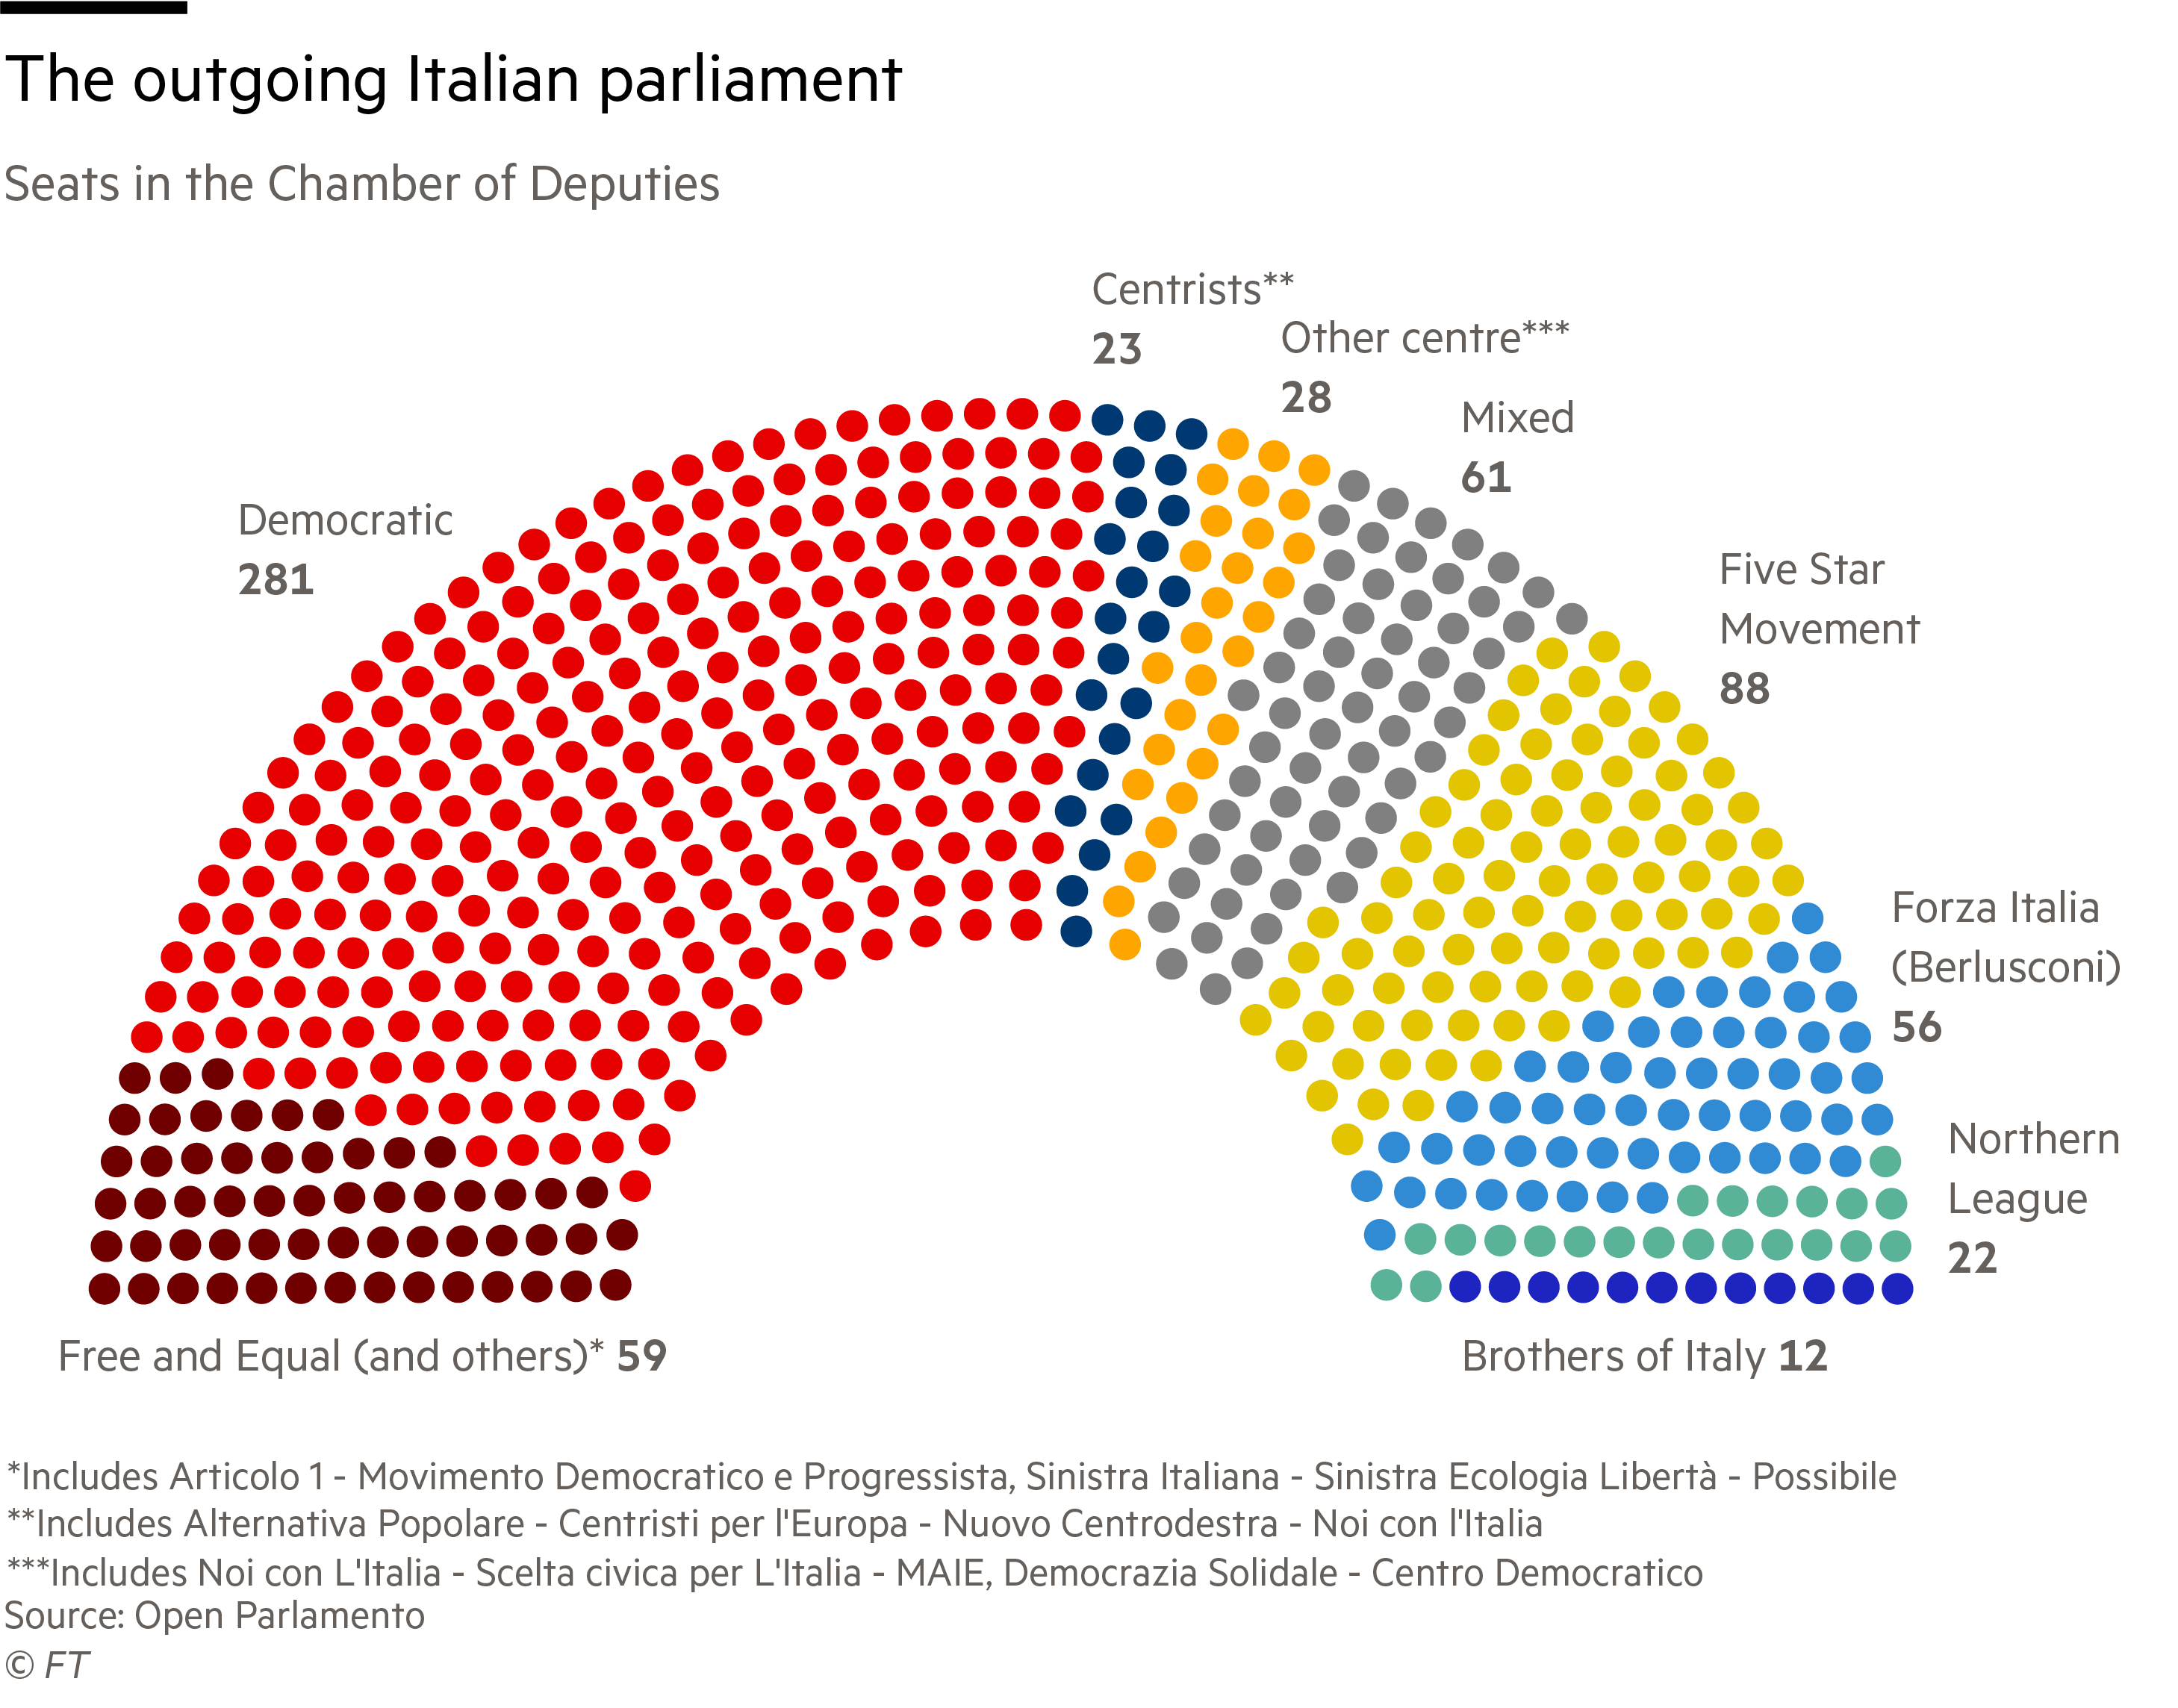 The outgoing Italian parliament
Seats in the Chamber of Deputies
Centrists**
23
Other centre***
28
Mixed
61
Democratic
281
Five Star
Movement
88
Forza Italia
(Berlusconi)
56
Northern
League
22
Free and Equal (and others)* 59
Brothers of Italy 12
*Includes Articolo 1 - Movimento Democratico e Progressista, Sinistra Italiana - Sinistra Ecologia Libertà - Possibile
**Includes Alternativa Popolare - Centristi per l'Europa - Nuovo Centrodestra - Noi con l'Italia
***Includes Noi con L'Italia - Scelta civica per L'Italia - MAIE, Democrazia Solidale - Centro Democratico
Source: Open Parlamento
© FT